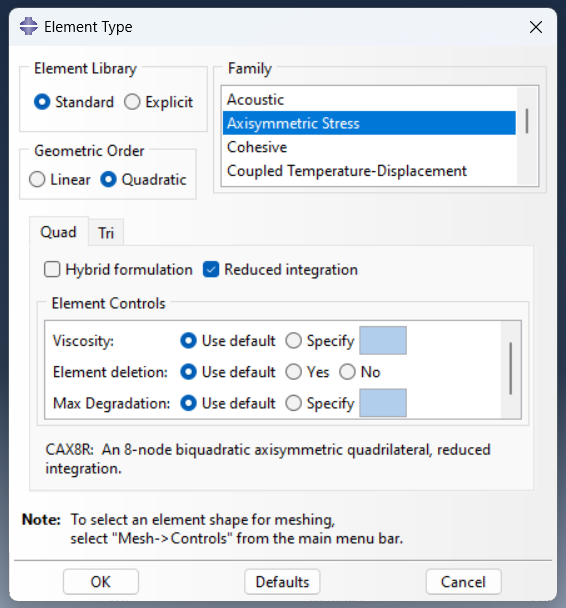 Element Type
Element Library
Standard Explicit
Family
Acoustic
Axisymmetric Stress
Cohesive
Coupled Temperature-Displacement
Geometric Order
Linear Quadratic
Quad Tri
Hybrid formulation Reduced integration
Element Controls
Viscosity: Use default Specify
Element deletion: Use default Yes No
Max Degradation: Use default Specify
CAX8R: An 8-node biquadratic axisymmetric quadrilateral, reduced
integration.
Note: To select an element shape for meshing,
select "Mesh->Controls" from the main menu bar.
OK Defaults Cancel